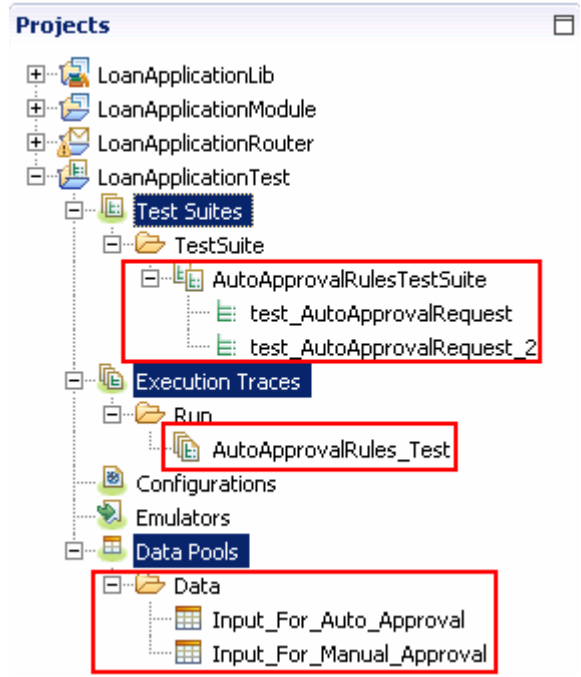 Projects
LoanApplicationLib
LoanApplicationModule
LoanApplicationRouter
LoanApplicationTest
Test Suites
TestSuite
AutoApprovalRulesTestSuite
test_AutoApprovalRequest
test_AutoApprovalRequest_2
Execution Traces
Run
AutoApprovalRules_Test
Configurations
Emulators
Data Pools
Data
Input_For_Auto_Approval
Input_For_Manual_Approval